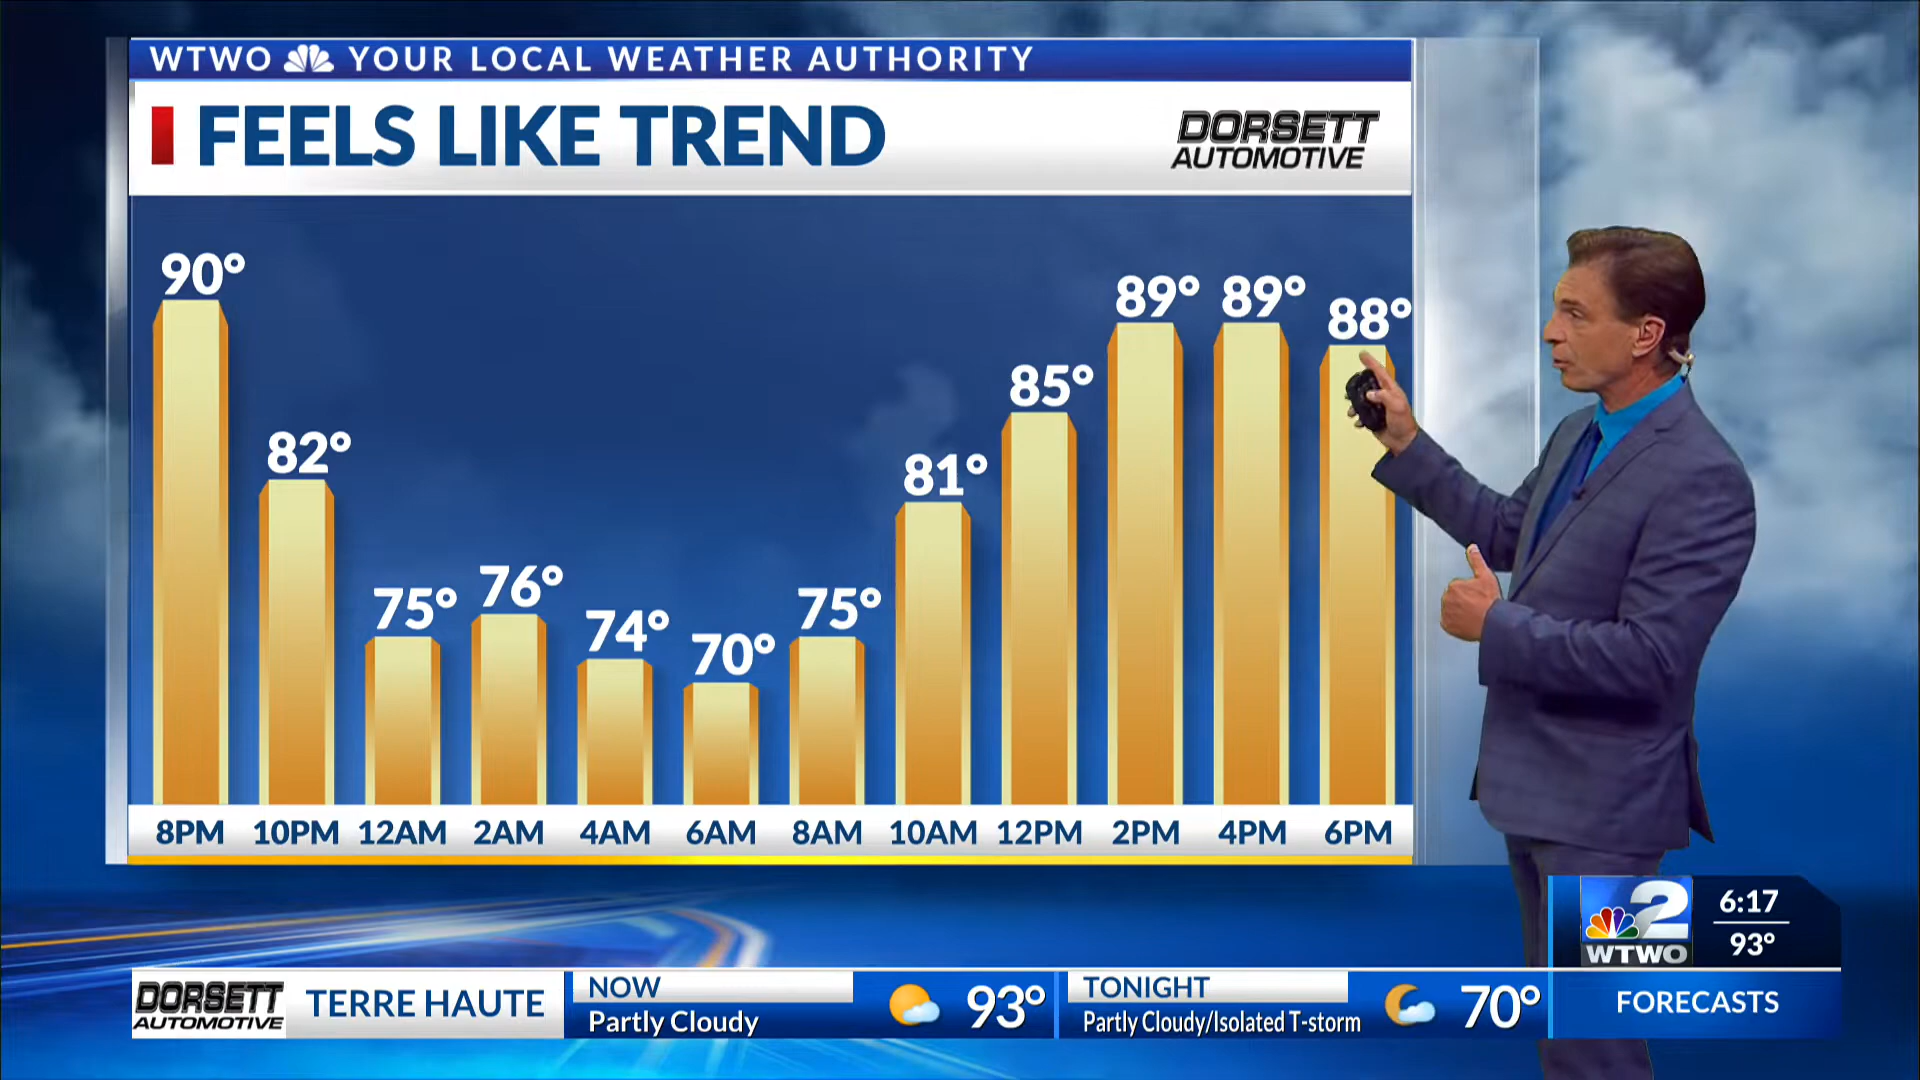 WTWO YOUR LOCAL WEATHER AUTHORITY
FEELS LIKE TREND
DORSETT
AUTOMOTIVE
90° 82° 75° 76° 74° 70° 75° 81° 85° 89° 89° 88°
8PM 10PM 12AM 2AM 4AM 6AM 8AM 10AM 12PM 2PM 4PM 6PM
2
WTWO
6:17
93°
DORSETT
AUTOMOTIVE
TERRE HAUTE
NOW
Partly Cloudy
93°
TONIGHT
Partly Cloudy/Isolated T-storm
70°
FORECASTS